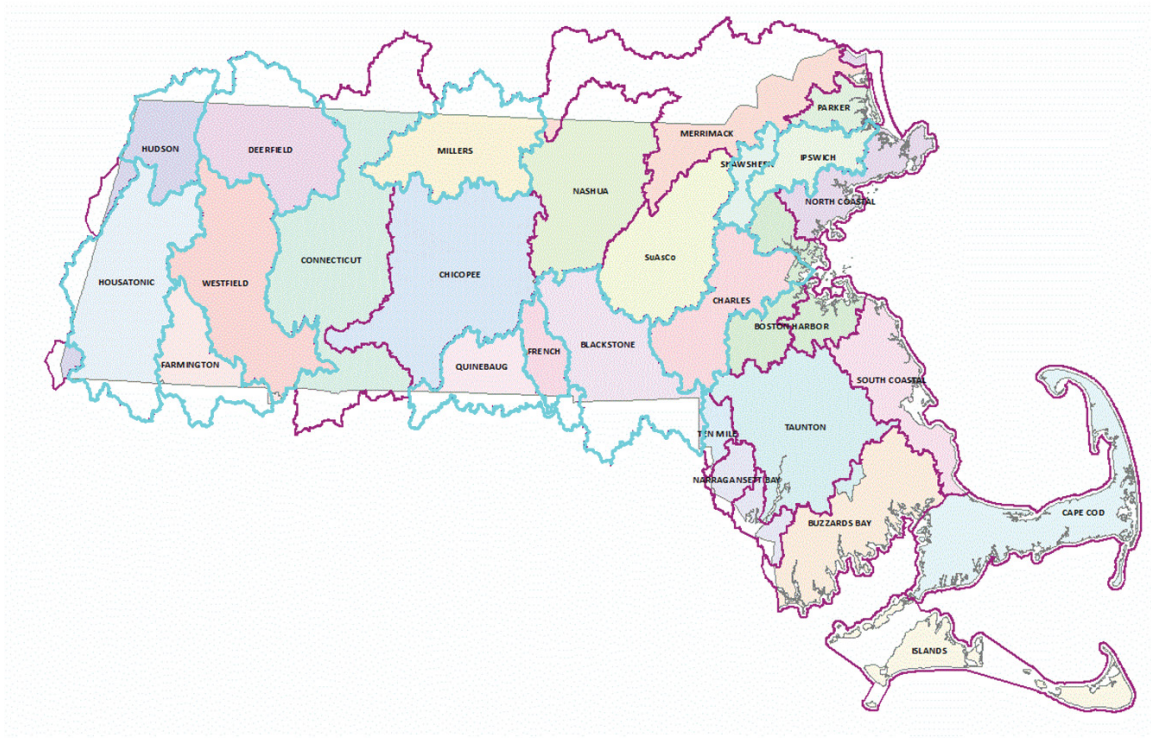 PARKER
MERRIMACK
HUDSON
DEERFIELD
MILLERS
SHAWSHEEN
IPSWICH
NASHUA
NORTH COASTAL
CONNECTICUT
SuAsCo
HOUSATONIC
WESTFIELD
CHICOPEE
CHARLES
BOSTON HARBOR
FARMINGTON
QUINEBAUG
FRENCH
BLACKSTONE
SOUTH COASTAL
TEN MILE
TAUNTON
NARRAGANSETT BAY
BUZZARDS BAY
CAPE COD
ISLANDS